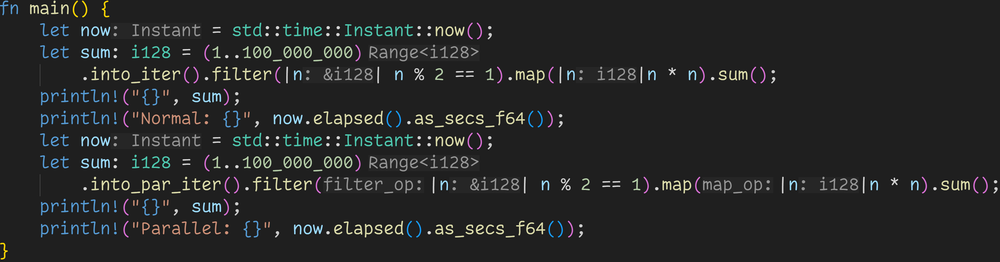 fn main() {
    let now: Instant = std::time::Instant::now();
    let sum: i128 = (1..100_000_000) Range<i128>
        .into_iter().filter(|n: &i128| n % 2 == 1).map(|n: i128|n * n).sum();
    println!("{}", sum);
    println!("Normal: {}", now.elapsed().as_secs_f64());
    let now: Instant = std::time::Instant::now();
    let sum: i128 = (1..100_000_000) Range<i128>
        .into_par_iter().filter(filter_op: |n: &i128| n % 2 == 1).map(map_op: |n: i128|n * n).sum();
    println!("{}", sum);
    println!("Parallel: {}", now.elapsed().as_secs_f64());
}